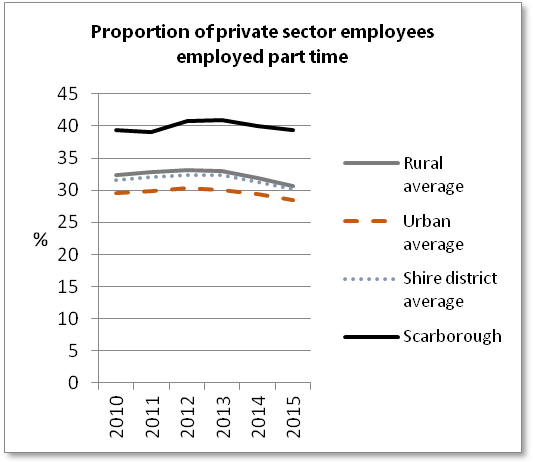 Proportion of private sector employees
employed part time
45
40
35
30
25
20
15
10
5
0
%
2010
2011
2012
2013
2014
2015
Rural
average
Urban
average
Shire district
average
Scarborough